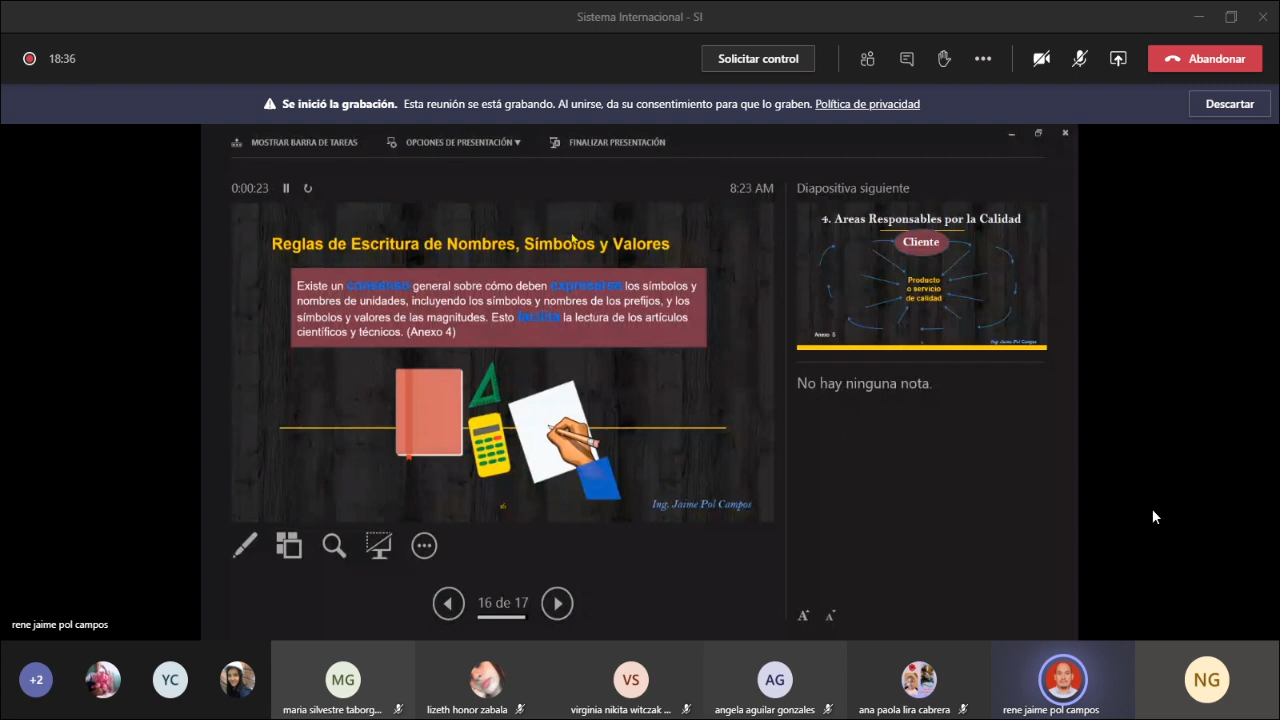 Sistema Internacional - SI
18:36
Solicitar control
Abandonar
Se inició la grabación. Esta reunión se está grabando. Al unirse, da su consentimiento para que lo graben. Política de privacidad
Descartar
MOSTRAR BARRA DE TAREAS
OPCIONES DE PRESENTACIÓN
FINALIZAR PRESENTACIÓN
0:00:23
8:23 AM
Reglas de Escritura de Nombres, Símbolos y Valores
Existe un consenso general sobre cómo deben expresarse los símbolos y
nombres de unidades, incluyendo los símbolos y nombres de los prefijos, y los
símbolos y valores de las magnitudes. Esto facilita la lectura de los artículos
científicos y técnicos. (Anexo 4)
16
Ing. Jaime Pol Campos
16 de 17
Diapositiva siguiente
4. Areas Responsables por la Calidad
Cliente
Producto
o servicio
de calidad
Anexo 5
Ing. Jaime Pol Campos
No hay ninguna nota.
A A
rene jaime pol campos
+2
YC
MG
maria silvestre taborg...
lizeth honor zabala
VS
virginia nikita witczak ...
AG
angela aguilar gonzales
ana paola lira cabrera
rene jaime pol campos
NG